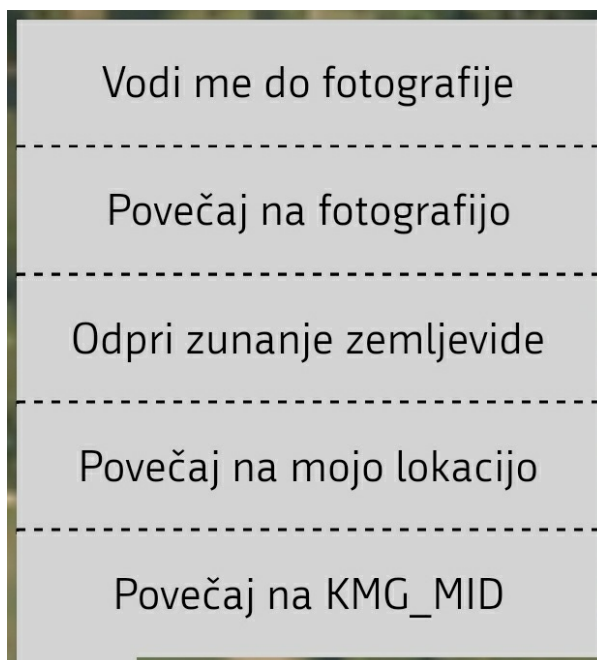 Vodi me do fotografije
Povečaj na fotografijo
Odpri zunanje zemljevide
Povečaj na mojo lokacijo
Povečaj na KMG_MID